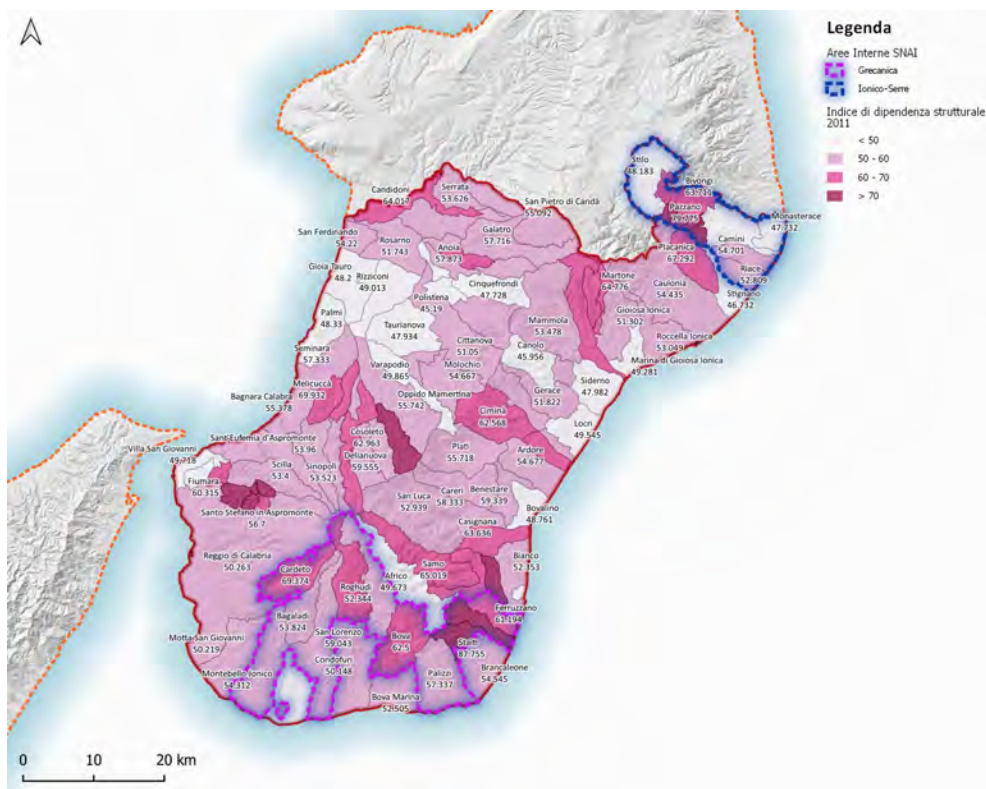 Legenda
Aree Interne SNAI
Grecanica
Ionico-Serre
Indice di dipendenza strutturale
2011
< 50
50 - 60
60 - 70
> 70
Stilo
48.183
Bivongi
63.741
Pazzano
Monasterace
47.732
Camini
54.701
Placanica
67.292
Riace
52.809
Stignano
46.732
Candidoni
64.017
Serrata
53.626
San Pietro di Caridà
55.092
San Ferdinando
54.22
Rosarno
51.743
Anoia
57.873
Galatro
57.716
Martone
64.776
Caulonia
54.435
Gioia Tauro
48.2
Rizziconi
49.013
Cinquefrondi
47.728
Polistena
45.19
Gioiosa Ionica
51.302
Palmi
48.33
Taurianova
47.934
Mammola
53.478
Roccella Ionica
53.049
Cittanova
51.05
Canolo
45.956
Marina di Gioiosa Ionica
49.281
Seminara
57.333
Varapodio
49.865
Molochio
54.667
Siderno
47.982
Melicuccà
69.932
Oppido Mamertina
55.742
Gerace
51.822
Bagnara Calabra
55.378
Ciminà
62.568
Locri
49.545
Sant'Eufemia d'Aspromonte
53.96
Cosoleto
62.963
Villa San Giovanni
49.718
Delianuova
59.555
Platì
55.718
Ardore
54.677
Scilla
53.4
Sinopoli
53.523
Fiumara
60.315
San Luca
52.939
Careri
58.333
Benestare
59.339
Bovalino
48.761
Santo Stefano in Aspromonte
56.7
Casignana
63.636
Reggio di Calabria
50.263
Cardeto
69.374
Samo
65.019
Bianco
52.353
Africo
49.673
Roghudi
52.344
Ferruzzano
61.194
Bagaladi
53.824
San Lorenzo
59.043
Bova
62.5
Staiti
87.755
Motta San Giovanni
50.219
Condofuri
50.148
Brancaleone
54.545
Montebello Ionico
54.312
Palizzi
57.337
Bova Marina
52.505
0 10 20 km